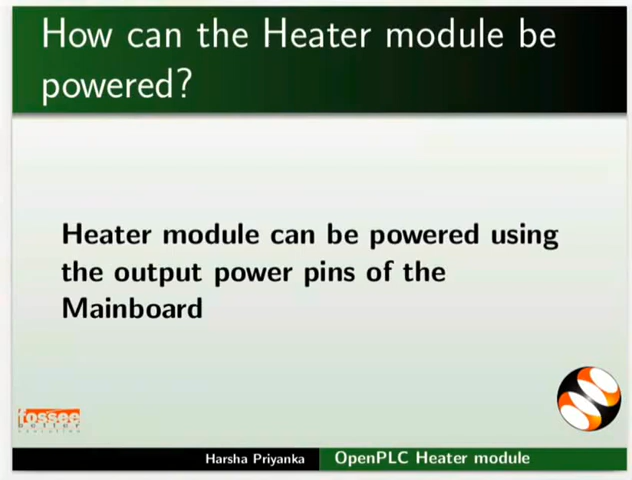 How can the Heater module be
powered?
Heater module can be powered using
the output power pins of the
Mainboard
fossee
Harsha Priyanka
OpenPLC Heater module